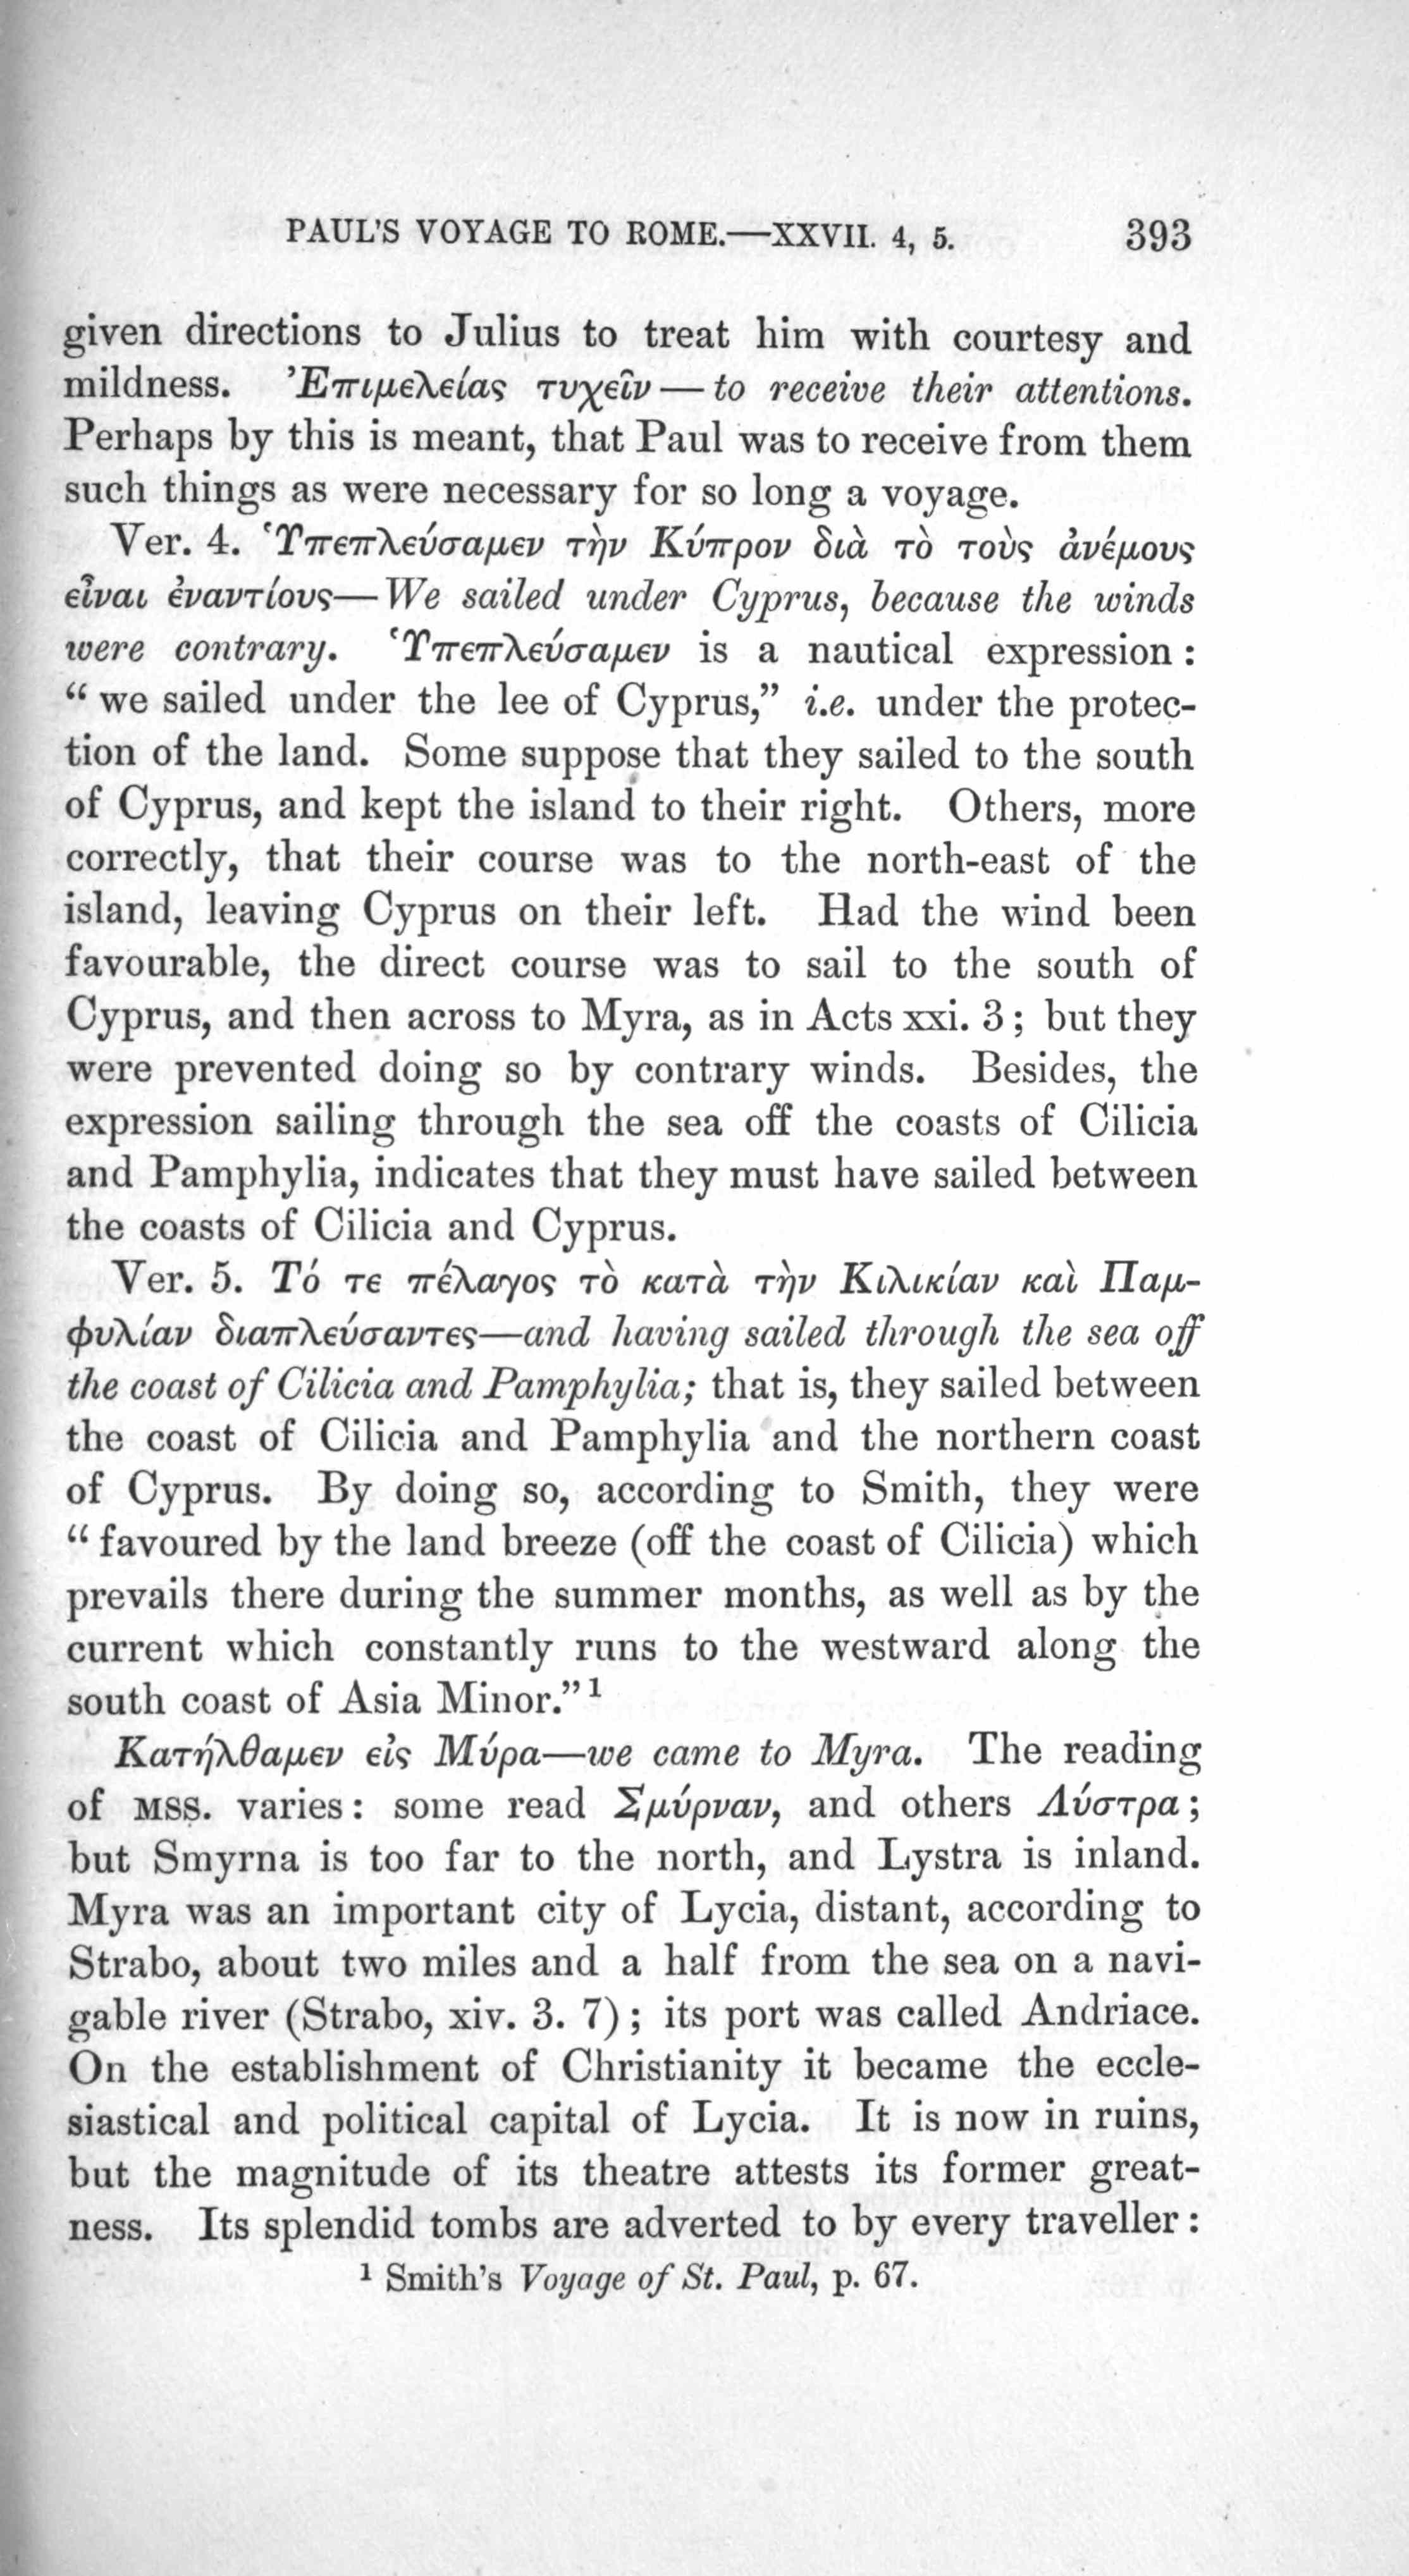 PAUL'S VOYAGE TO ROME.—XXVII. 4, 5. 393
given directions to Julius to treat him with courtesy and
mildness. Ἐπιμελείας τυχεῖν—to receive their attentions.
Perhaps by this is meant, that Paul was to receive from them
such things as were necessary for so long a voyage.
Ver. 4. Ὑπεπλεύσαμεν τὴν Κύπρον διὰ τὸ τοὺς ἀνέμους
εἶναι ἐναντίους—We sailed under Cyprus, because the winds
were contrary. Ὑπεπλεύσαμεν is a nautical expression:
“we sailed under the lee of Cyprus,” i.e. under the protec-
tion of the land. Some suppose that they sailed to the south
of Cyprus, and kept the island to their right. Others, more
correctly, that their course was to the north-east of the
island, leaving Cyprus on their left. Had the wind been
favourable, the direct course was to sail to the south of
Cyprus, and then across to Myra, as in Acts xxi. 3; but they
were prevented doing so by contrary winds. Besides, the
expression sailing through the sea off the coasts of Cilicia
and Pamphylia, indicates that they must have sailed between
the coasts of Cilicia and Cyprus.
Ver. 5. Τό τε πέλαγος τὸ κατὰ τὴν Κιλικίαν καὶ Παμ-
φυλίαν διαπλεύσαντες—and having sailed through the sea off
the coast of Cilicia and Pamphylia; that is, they sailed between
the coast of Cilicia and Pamphylia and the northern coast
of Cyprus. By doing so, according to Smith, they were
“favoured by the land breeze (off the coast of Cilicia) which
prevails there during the summer months, as well as by the
current which constantly runs to the westward along the
south coast of Asia Minor.”¹
Κατήλθαμεν εἰς Μύρα—we came to Myra. The reading
of MSS. varies: some read Σμύρναν, and others Λύστρα;
but Smyrna is too far to the north, and Lystra is inland.
Myra was an important city of Lycia, distant, according to
Strabo, about two miles and a half from the sea on a navi-
gable river (Strabo, xiv. 3. 7); its port was called Andriace.
On the establishment of Christianity it became the eccle-
siastical and political capital of Lycia. It is now in ruins,
but the magnitude of its theatre attests its former great-
ness. Its splendid tombs are adverted to by every traveller:
¹ Smith's Voyage of St. Paul, p. 67.